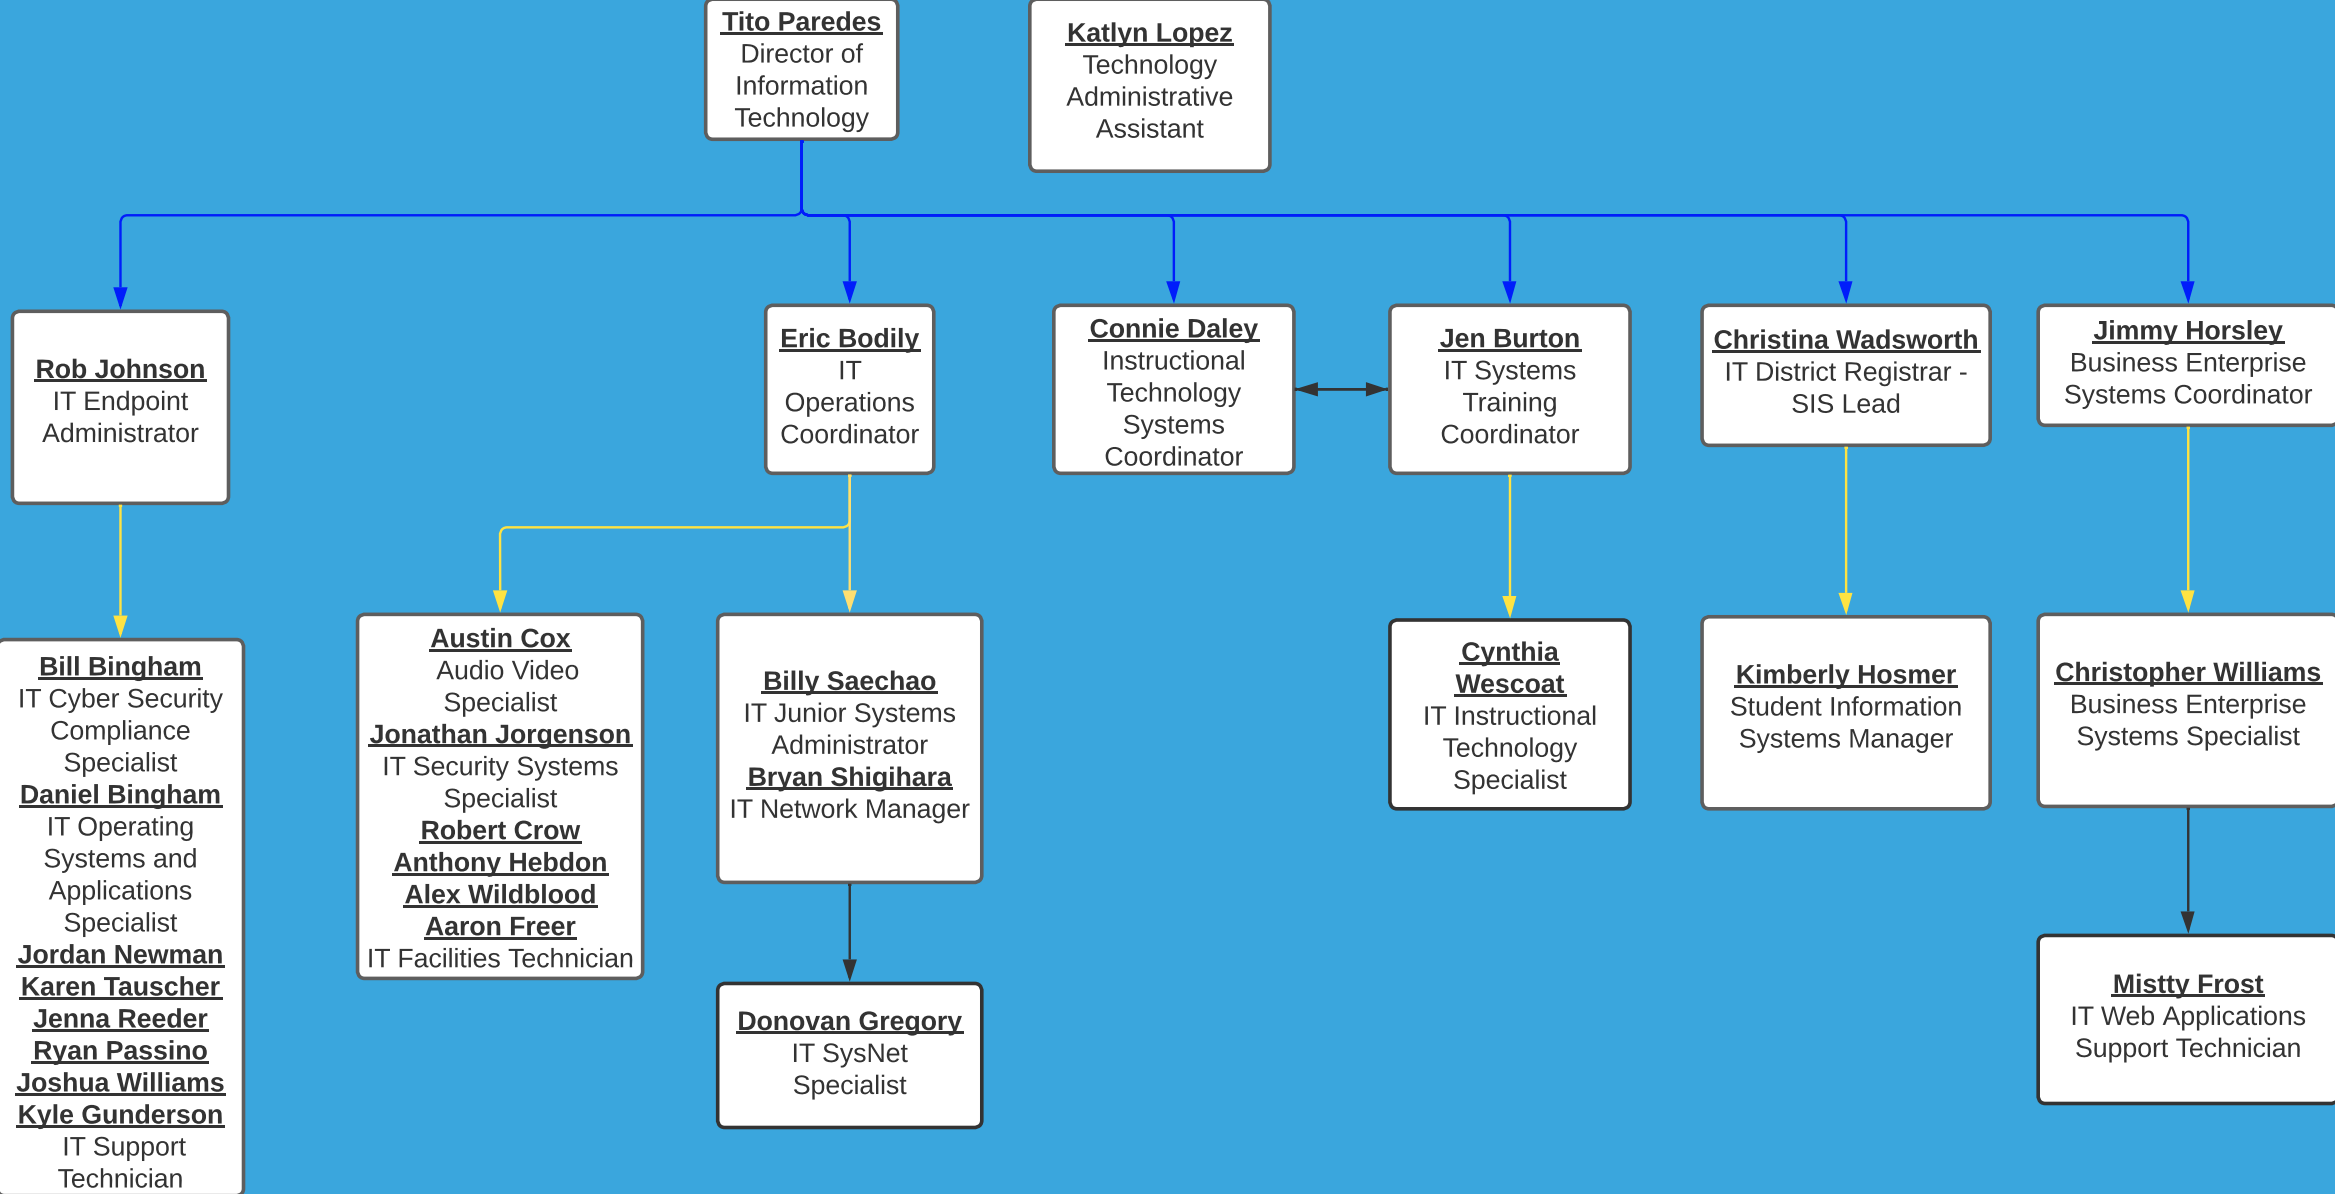 Tito Paredes
Director of
Information
Technology
Katlyn Lopez
Technology
Administrative
Assistant
Rob Johnson
IT Endpoint
Administrator
Eric Bodily
IT
Operations
Coordinator
Connie Daley
Instructional
Technology
Systems
Coordinator
Jen Burton
IT Systems
Training
Coordinator
Christina Wadsworth
IT District Registrar -
SIS Lead
Jimmy Horsley
Business Enterprise
Systems Coordinator
Bill Bingham
IT Cyber Security
Compliance
Specialist
Daniel Bingham
IT Operating
Systems and
Applications
Specialist
Jordan Newman
Karen Tauscher
Jenna Reeder
Ryan Passino
Joshua Williams
Kyle Gunderson
IT Support
Technician
Austin Cox
Audio Video
Specialist
Jonathan Jorgenson
IT Security Systems
Specialist
Robert Crow
Anthony Hebdon
Alex Wildblood
Aaron Freer
IT Facilities Technician
Billy Saechao
IT Junior Systems
Administrator
Bryan Shigihara
IT Network Manager
Donovan Gregory
IT SysNet
Specialist
Cynthia
Wescoat
IT Instructional
Technology
Specialist
Kimberly Hosmer
Student Information
Systems Manager
Christopher Williams
Business Enterprise
Systems Specialist
Mistty Frost
IT Web Applications
Support Technician